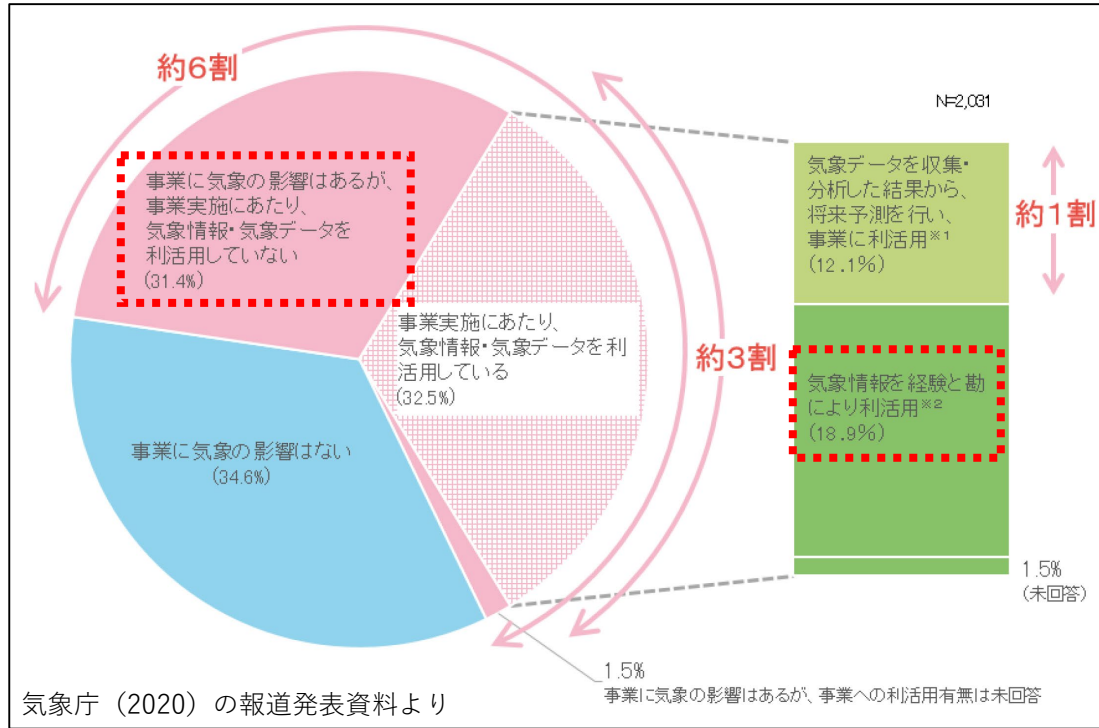 約6割
N=2,031
事業に気象の影響はあるが、
事業実施にあたり、
気象情報・気象データを
利活用していない
(31.4%)
事業実施にあたり、
気象情報・気象データを利
活用している
(32.5%)
事業に気象の影響はない
(34.6%)
約3割
気象データを収集・
分析した結果から、
将来予測を行い、
事業に利活用※1
(12.1%)
約1割
気象情報を経験と勘
により利活用※2
(18.9%)
1.5%
(未回答)
1.5%
事業に気象の影響はあるが、事業への利活用有無は未回答
気象庁（2020）の報道発表資料より